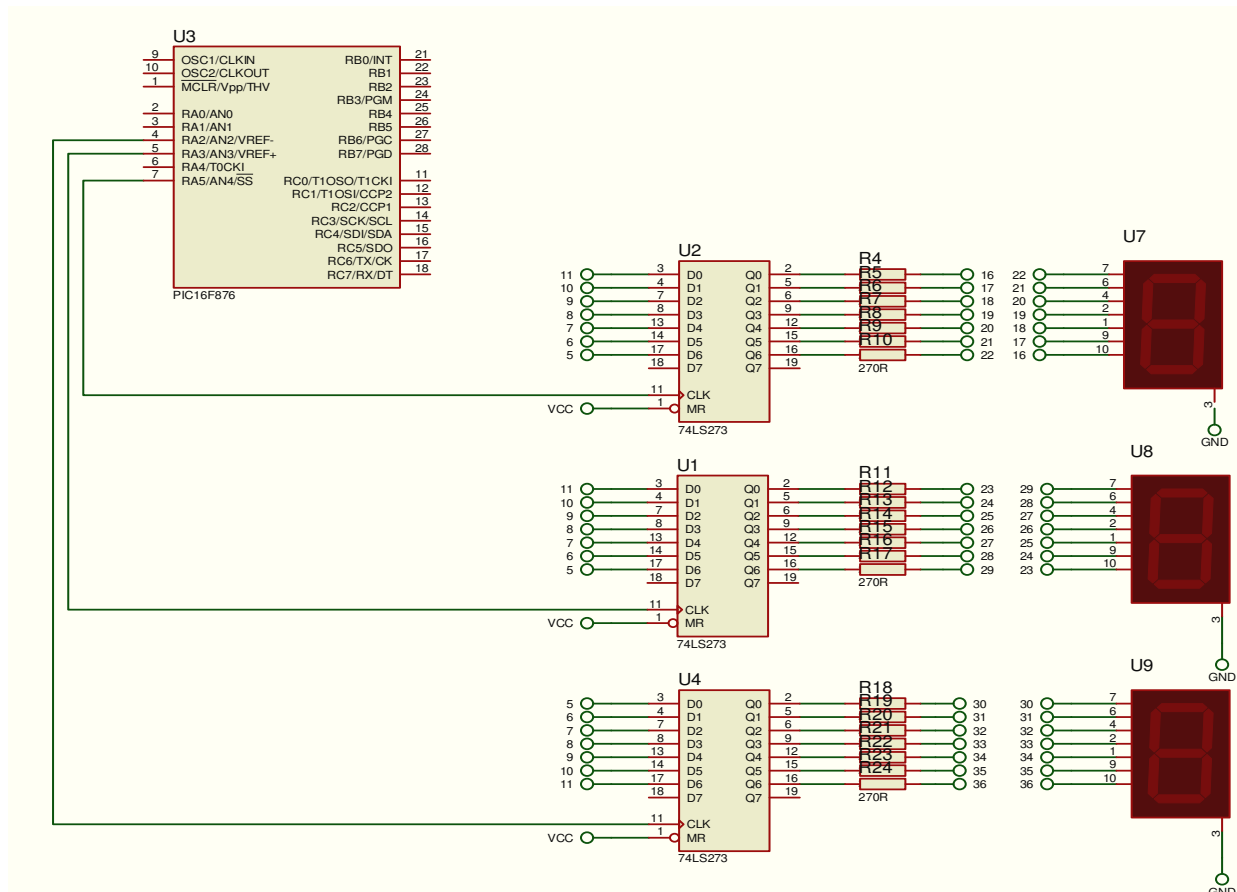 U3
9 OSC1/CLKIN RB0/INT 21
10 OSC2/CLKOUT RB1 22
1 MCLR/Vpp/THV RB2 23
RB3/PGM 24
2 RA0/AN0 RB4 25
3 RA1/AN1 RB5 26
4 RA2/AN2/VREF- RB6/PGC 27
5 RA3/AN3/VREF+ RB7/PGD 28
6 RA4/T0CKI
7 RA5/AN4/SS RC0/T1OSO/T1CKI 11
RC1/T1OSI/CCP2 12
RC2/CCP1 13
RC3/SCK/SCL 14
RC4/SDI/SDA 15
RC5/SDO 16
RC6/TX/CK 17
RC7/RX/DT 18
PIC16F876
U2 R4 U7
11 3 D0 Q0 2 R5 16 22 7
10 4 D1 Q1 5 R6 17 21 6
9 7 D2 Q2 6 R7 18 20 4
8 8 D3 Q3 9 R8 19 19 2
7 13 D4 Q4 12 R9 20 18 1
6 14 D5 Q5 15 R10 21 17 9
5 17 D6 Q6 16 22 16 10
18 D7 Q7 19 270R
11 CLK 3
VCC 1 MR
74LS273 GND
U1 R11 U8
11 3 D0 Q0 2 R12 23 29 7
10 4 D1 Q1 5 R13 24 28 6
9 7 D2 Q2 6 R14 25 27 4
8 8 D3 Q3 9 R15 26 26 2
7 13 D4 Q4 12 R16 27 25 1
6 14 D5 Q5 15 R17 28 24 9
5 17 D6 Q6 16 29 23 10
18 D7 Q7 19 270R
11 CLK 3
VCC 1 MR
74LS273 GND
U4 R18 U9
5 3 D0 Q0 2 R19 30 30 7
6 4 D1 Q1 5 R20 31 31 6
7 7 D2 Q2 6 R21 32 32 4
8 8 D3 Q3 9 R22 33 33 2
9 13 D4 Q4 12 R23 34 34 1
10 14 D5 Q5 15 R24 35 35 9
11 17 D6 Q6 16 36 36 10
18 D7 Q7 19 270R
11 CLK 3
VCC 1 MR
74LS273
GND